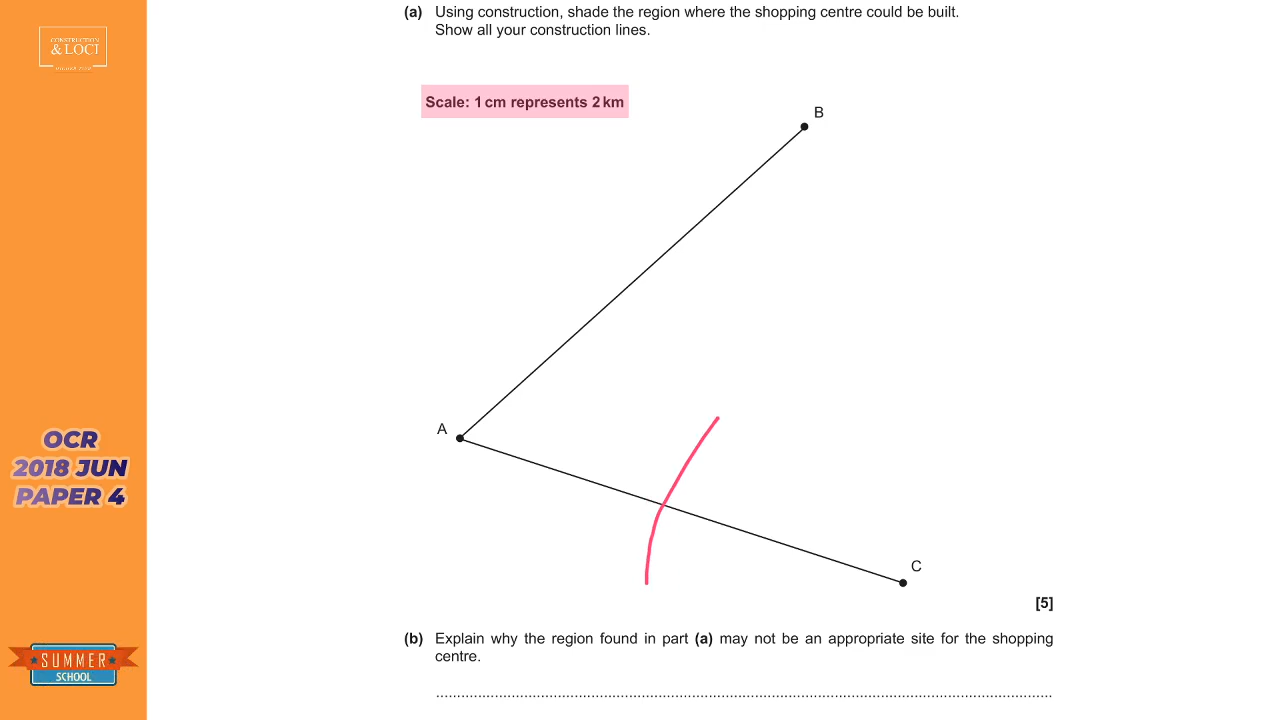 CONSTRUCTION
& LOCI
(a) Using construction, shade the region where the shopping centre could be built.
Show all your construction lines.
Scale: 1 cm represents 2 km
B
A
C
[5]
OCR
2018 JUN
PAPER 4
SUMMER
SCHOOL
(b) Explain why the region found in part (a) may not be an appropriate site for the shopping
centre.